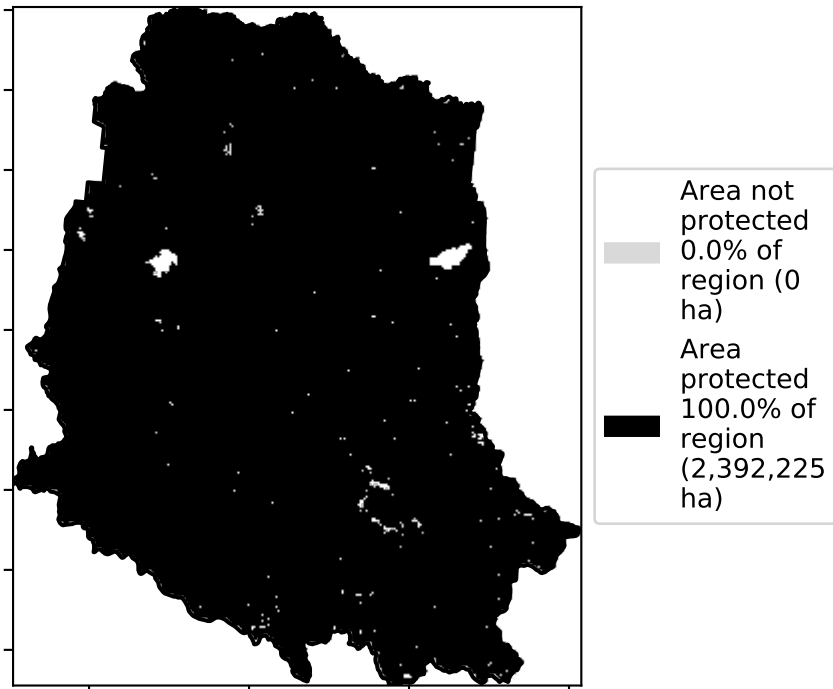 Area not
protected
0.0% of
region (0
ha)
Area
protected
100.0% of
region
(2,392,225
ha)